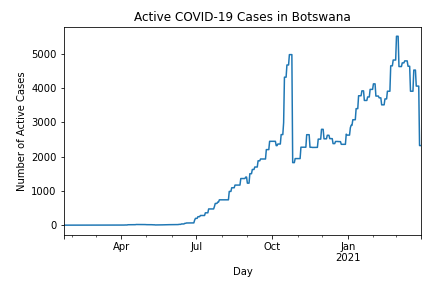 Active COVID-19 Cases in Botswana
Number of Active Cases
5000
4000
3000
2000
1000
0
Apr
Jul
Oct
Jan
2021
Day